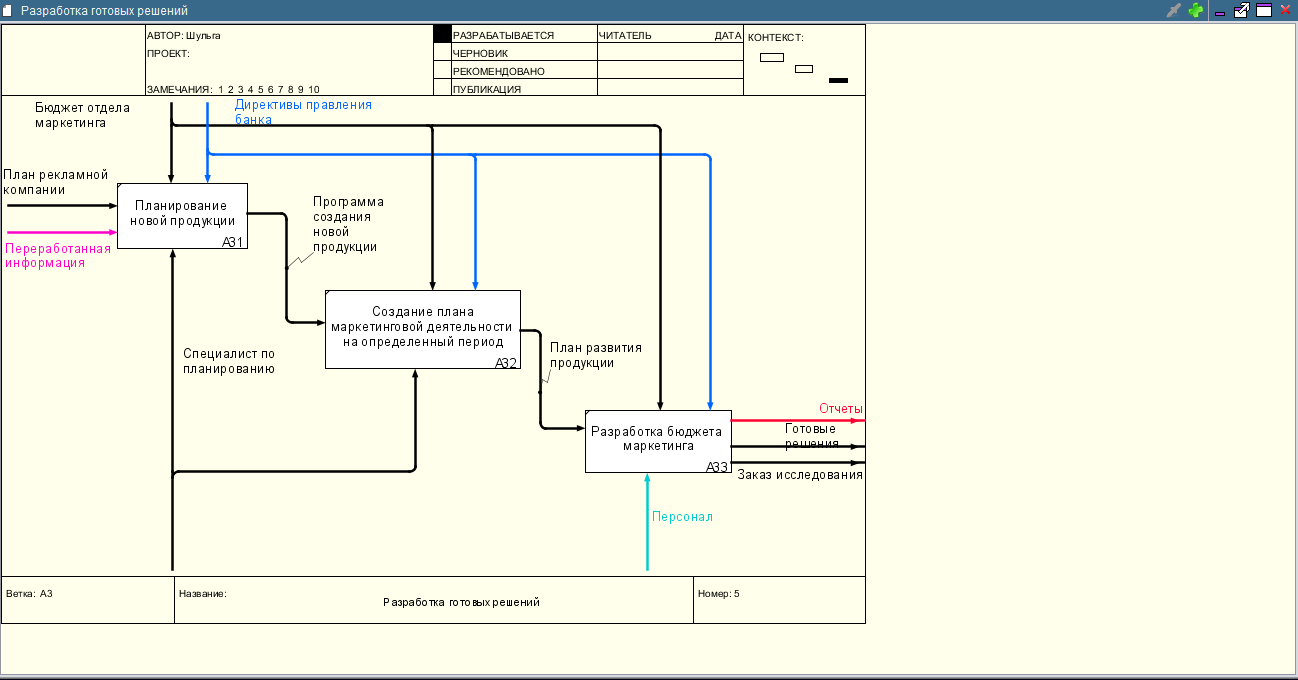 Разработка готовых решений
АВТОР: Шульга
ПРОЕКТ:
ЗАМЕЧАНИЯ: 1 2 3 4 5 6 7 8 9 10
РАЗРАБАТЫВАЕТСЯ
ЧЕРНОВИК
РЕКОМЕНДОВАНО
ПУБЛИКАЦИЯ
ЧИТАТЕЛЬ
ДАТА
КОНТЕКСТ:
Бюджет отдела
маркетинга
Директивы правления
банка
План рекламной
компании
Переработанная
информация
Планирование
новой продукции
A31
Программа
создания
новой
продукции
Создание плана
маркетинговой деятельности
на определенный период
A32
Специалист по
планированию
План развития
продукции
Разработка бюджета
маркетинга
A33
Отчеты
Готовые
решения
Заказ исследования
Персонал
Ветка: A3
Название:
Разработка готовых решений
Номер: 5